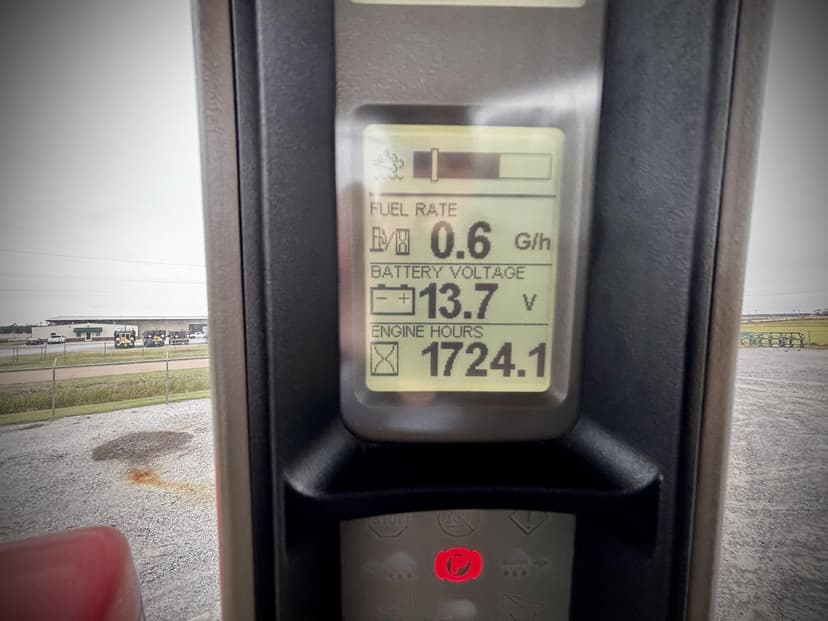 FUEL RATE
0.6 G/h
BATTERY VOLTAGE
- + 13.7 V
ENGINE HOURS
1724.1
P